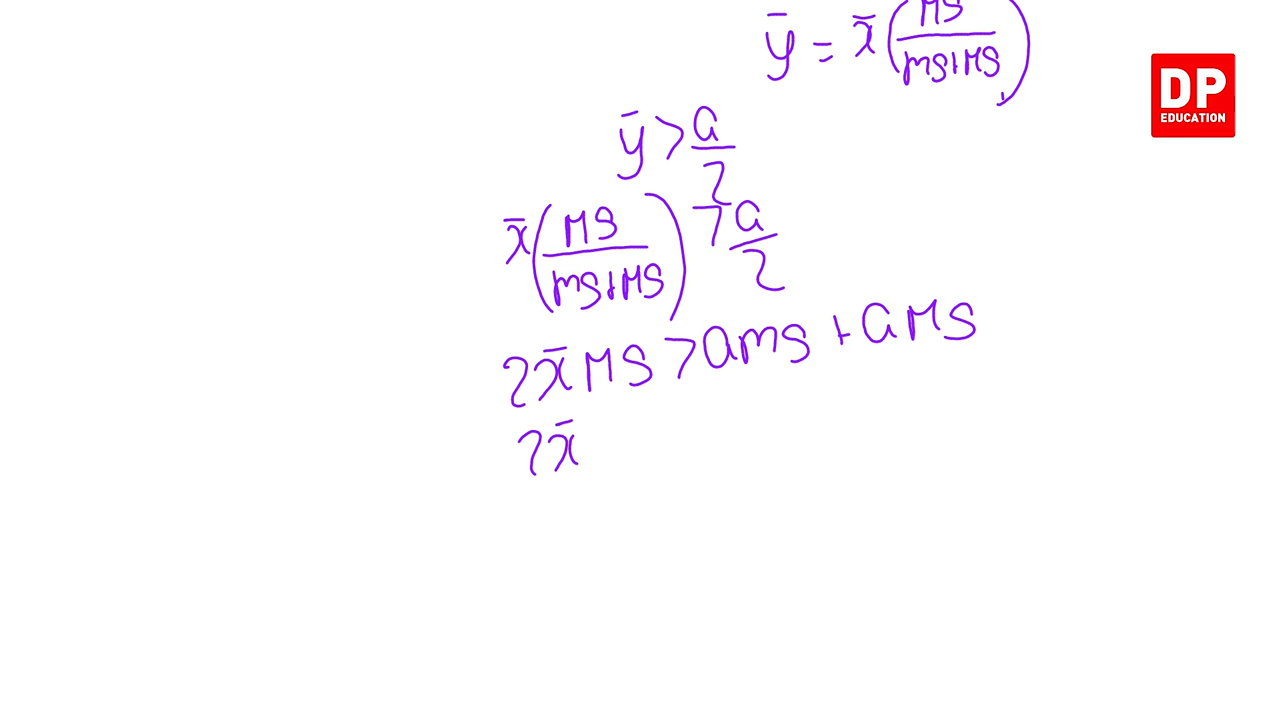 ȳ = x̄(MS/mS+MS)
DP
EDUCATION
ȳ > a/2
x̄(MS/mS+MS) > a/2
2x̄MS > amS + aMS
2x̄